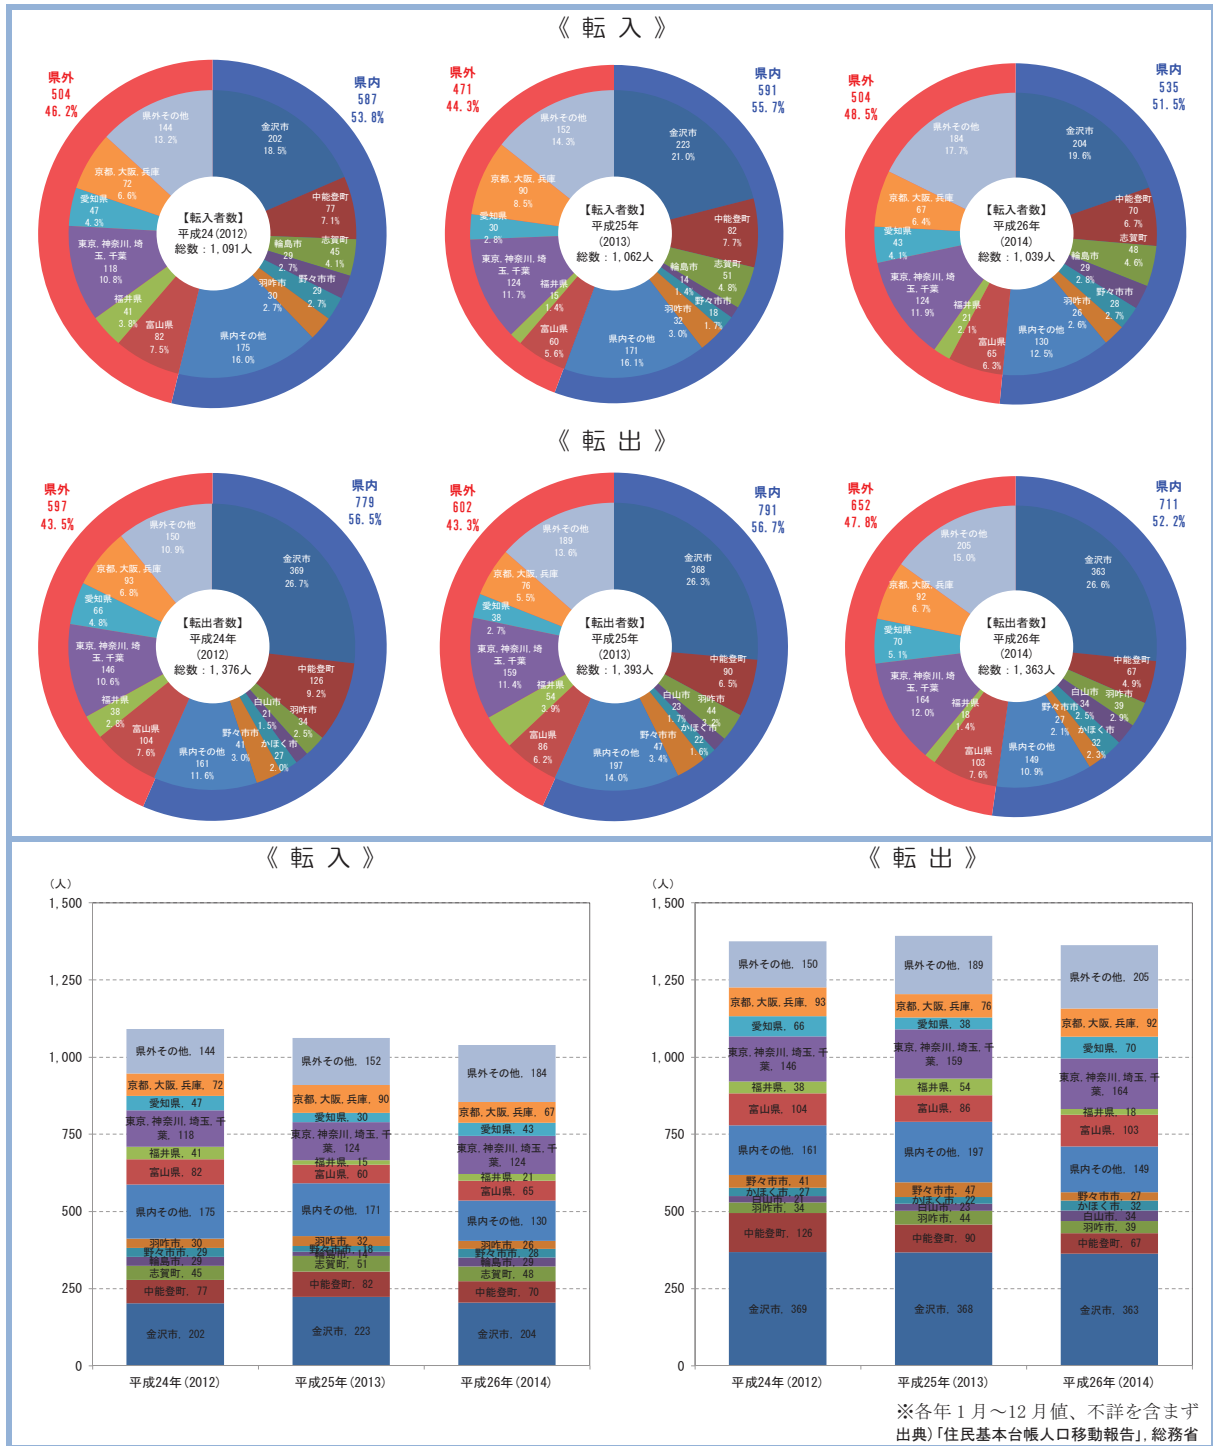 《 転 入 》
県外
504
46.2%
県内
587
53.8%
県外その他
144
13.2%
金沢市
202
18.5%
京都,大阪,兵庫
72
6.6%
愛知県
47
4.3%
東京,神奈川,埼
玉,千葉
118
10.8%
福井県
41
3.8%
富山県
82
7.5%
県内その他
175
16.0%
羽咋市
30
2.7%
野々市市
29
2.7%
輪島市
29
2.7%
志賀町
45
4.1%
中能登町
77
7.1%
【転入者数】
平成24(2012)
総数：1,091人
県外
471
44.3%
県内
591
55.7%
県外その他
152
14.3%
金沢市
223
21.0%
京都,大阪,兵庫
90
8.5%
愛知県
30
2.8%
東京,神奈川,埼
玉,千葉
124
11.7%
福井県
15
1.4%
富山県
60
5.6%
県内その他
171
16.1%
羽咋市
32
3.0%
野々市市
18
1.7%
輪島市
14
1.4%
志賀町
51
4.8%
中能登町
82
7.7%
【転入者数】
平成25年
(2013)
総数：1,062人
県外
504
48.5%
県内
535
51.5%
県外その他
184
17.7%
金沢市
204
19.6%
京都,大阪,兵庫
67
6.4%
愛知県
43
4.1%
東京,神奈川,埼
玉,千葉
124
11.9%
福井県
21
2.1%
富山県
65
6.3%
県内その他
130
12.5%
羽咋市
26
2.6%
野々市市
28
2.7%
輪島市
29
2.8%
志賀町
48
4.6%
中能登町
70
6.7%
【転入者数】
平成26年
(2014)
総数：1,039人
《 転 出 》
県外
597
43.5%
県内
779
56.5%
県外その他
150
10.9%
金沢市
369
26.7%
京都,大阪,兵庫
93
6.8%
愛知県
66
4.8%
東京,神奈川,埼
玉,千葉
146
10.6%
福井県
38
2.8%
富山県
104
7.6%
県内その他
161
11.6%
野々市市
41
3.0%
かほく市
27
2.0%
白山市
21
1.5%
羽咋市
34
2.5%
中能登町
126
9.2%
【転出者数】
平成24年
(2012)
総数：1,376人
県外
602
43.3%
県内
791
56.7%
県外その他
189
13.6%
金沢市
368
26.3%
京都,大阪,兵庫
76
5.5%
愛知県
38
2.7%
東京,神奈川,埼
玉,千葉
159
11.4%
福井県
54
3.9%
富山県
86
6.2%
県内その他
197
14.0%
野々市市
47
3.4%
かほく市
22
1.6%
白山市
23
1.7%
羽咋市
44
3.2%
中能登町
90
6.5%
【転出者数】
平成25年
(2013)
総数：1,393人
県外
652
47.8%
県内
711
52.2%
県外その他
205
15.0%
金沢市
363
26.6%
京都,大阪,兵庫
92
6.7%
愛知県
70
5.1%
東京,神奈川,埼
玉,千葉
164
12.0%
福井県
18
1.4%
富山県
103
7.6%
県内その他
149
10.9%
野々市市
27
2.1%
かほく市
32
2.3%
白山市
34
2.5%
羽咋市
39
2.9%
中能登町
67
4.9%
【転出者数】
平成26年
(2014)
総数：1,363人
《 転 入 》
(人)
1,500
1,250
1,000
750
500
250
0
県外その他, 144
京都,大阪,兵庫, 72
愛知県, 47
東京,神奈川,埼玉,千
葉, 118
福井県, 41
富山県, 82
県内その他, 175
羽咋市, 30
野々市市, 29
輪島市, 29
志賀町, 45
中能登町, 77
金沢市, 202
県外その他, 152
京都,大阪,兵庫, 90
愛知県, 30
東京,神奈川,埼玉,千
葉, 124
福井県, 15
富山県, 60
県内その他, 171
羽咋市, 32
野々市市, 18
輪島市, 14
志賀町, 51
中能登町, 82
金沢市, 223
県外その他, 184
京都,大阪,兵庫, 67
愛知県, 43
東京,神奈川,埼玉,千
葉, 124
福井県, 21
富山県, 65
県内その他, 130
羽咋市, 26
野々市市, 28
輪島市, 29
志賀町, 48
中能登町, 70
金沢市, 204
平成24年(2012)
平成25年(2013)
平成26年(2014)
《 転 出 》
(人)
1,500
1,250
1,000
750
500
250
0
県外その他, 150
京都,大阪,兵庫, 93
愛知県, 66
東京,神奈川,埼玉,千
葉, 146
福井県, 38
富山県, 104
県内その他, 161
野々市市, 41
かほく市, 27
白山市, 21
羽咋市, 34
中能登町, 126
金沢市, 369
県外その他, 189
京都,大阪,兵庫, 76
愛知県, 38
東京,神奈川,埼玉,千
葉, 159
福井県, 54
富山県, 86
県内その他, 197
野々市市, 47
かほく市, 22
白山市, 23
羽咋市, 44
中能登町, 90
金沢市, 368
県外その他, 205
京都,大阪,兵庫, 92
愛知県, 70
東京,神奈川,埼玉,千
葉, 164
福井県, 18
富山県, 103
県内その他, 149
野々市市, 27
かほく市, 32
白山市, 34
羽咋市, 39
中能登町, 67
金沢市, 363
平成24年(2012)
平成25年(2013)
平成26年(2014)
※各年１月～12月値、不詳を含まず
出典)「住民基本台帳人口移動報告」,総務省